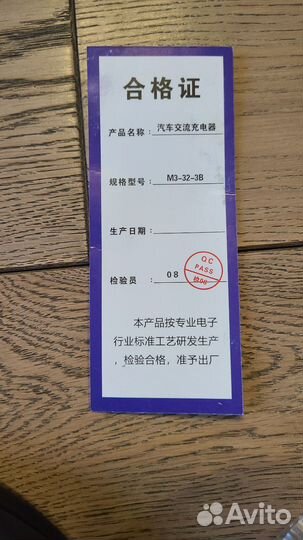 合格证
产品名称： 汽车交流充电器
规格型号： M3-32-3B
生产日期：
检验员： 08
QC
PASS
检08
本产品按专业电子
行业标准工艺研发生产
，检验合格，准予出厂
Avito